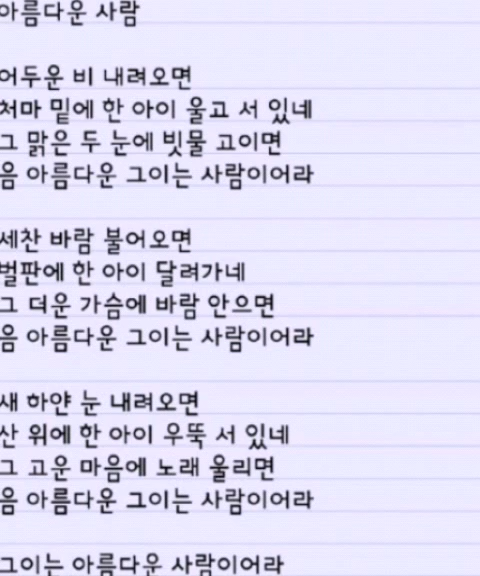 아름다운 사람
어두운 비 내려오면
처마 밑에 한 아이 울고 서 있네
그 맑은 두 눈에 빗물 고이면
음 아름다운 그이는 사람이어라
세찬 바람 불어오면
벌판에 한 아이 달려가네
그 더운 가슴에 바람 안으면
음 아름다운 그이는 사람이어라
새 하얀 눈 내려오면
산 위에 한 아이 우뚝 서 있네
그 고운 마음에 노래 울리면
음 아름다운 그이는 사람이어라
그이는 아름다운 사람이어라